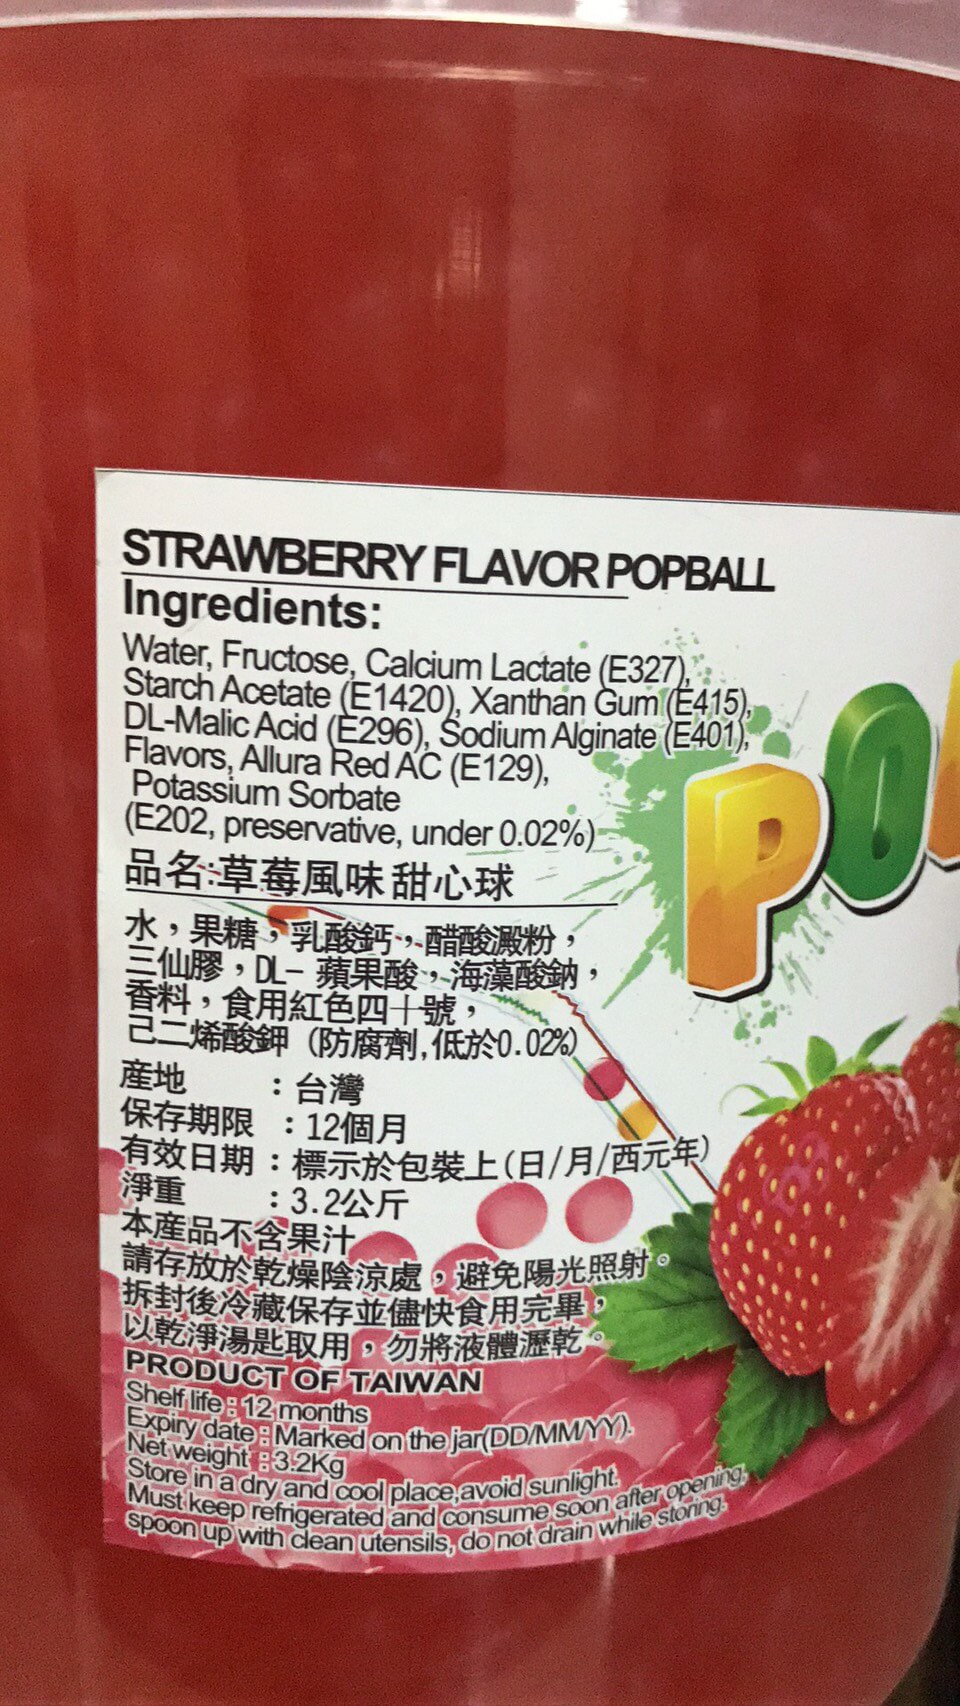 STRAWBERRY FLAVOR POPBALL
Ingredients:
Water, Fructose, Calcium Lactate (E327),
Starch Acetate (E1420), Xanthan Gum (E415),
DL-Malic Acid (E296), Sodium Alginate (E401),
Flavors, Allura Red AC (E129),
Potassium Sorbate
(E202, preservative, under 0.02%)
品名:草莓風味甜心球
水，果糖，乳酸鈣，醋酸澱粉，
三仙膠，DL- 蘋果酸，海藻酸鈉，
香料，食用紅色四十號，
己二烯酸鉀 (防腐劑,低於0.02%)
產地 : 台灣
保存期限 : 12個月
有效日期 : 標示於包裝上(日/月/西元年)
淨重 : 3.2公斤
本產品不含果汁
請存放於乾燥陰涼處，避免陽光照射。
拆封後冷藏保存並儘快食用完畢，
以乾淨湯匙取用，勿將液體瀝乾。
PRODUCT OF TAIWAN
Shelf life : 12 months
Expiry date : Marked on the jar(DD/MM/YY).
Net weight : 3.2Kg
Store in a dry and cool place,avoid sunlight.
Must keep refrigerated and consume soon after opening,
spoon up with clean utensils, do not drain while storing.
PO